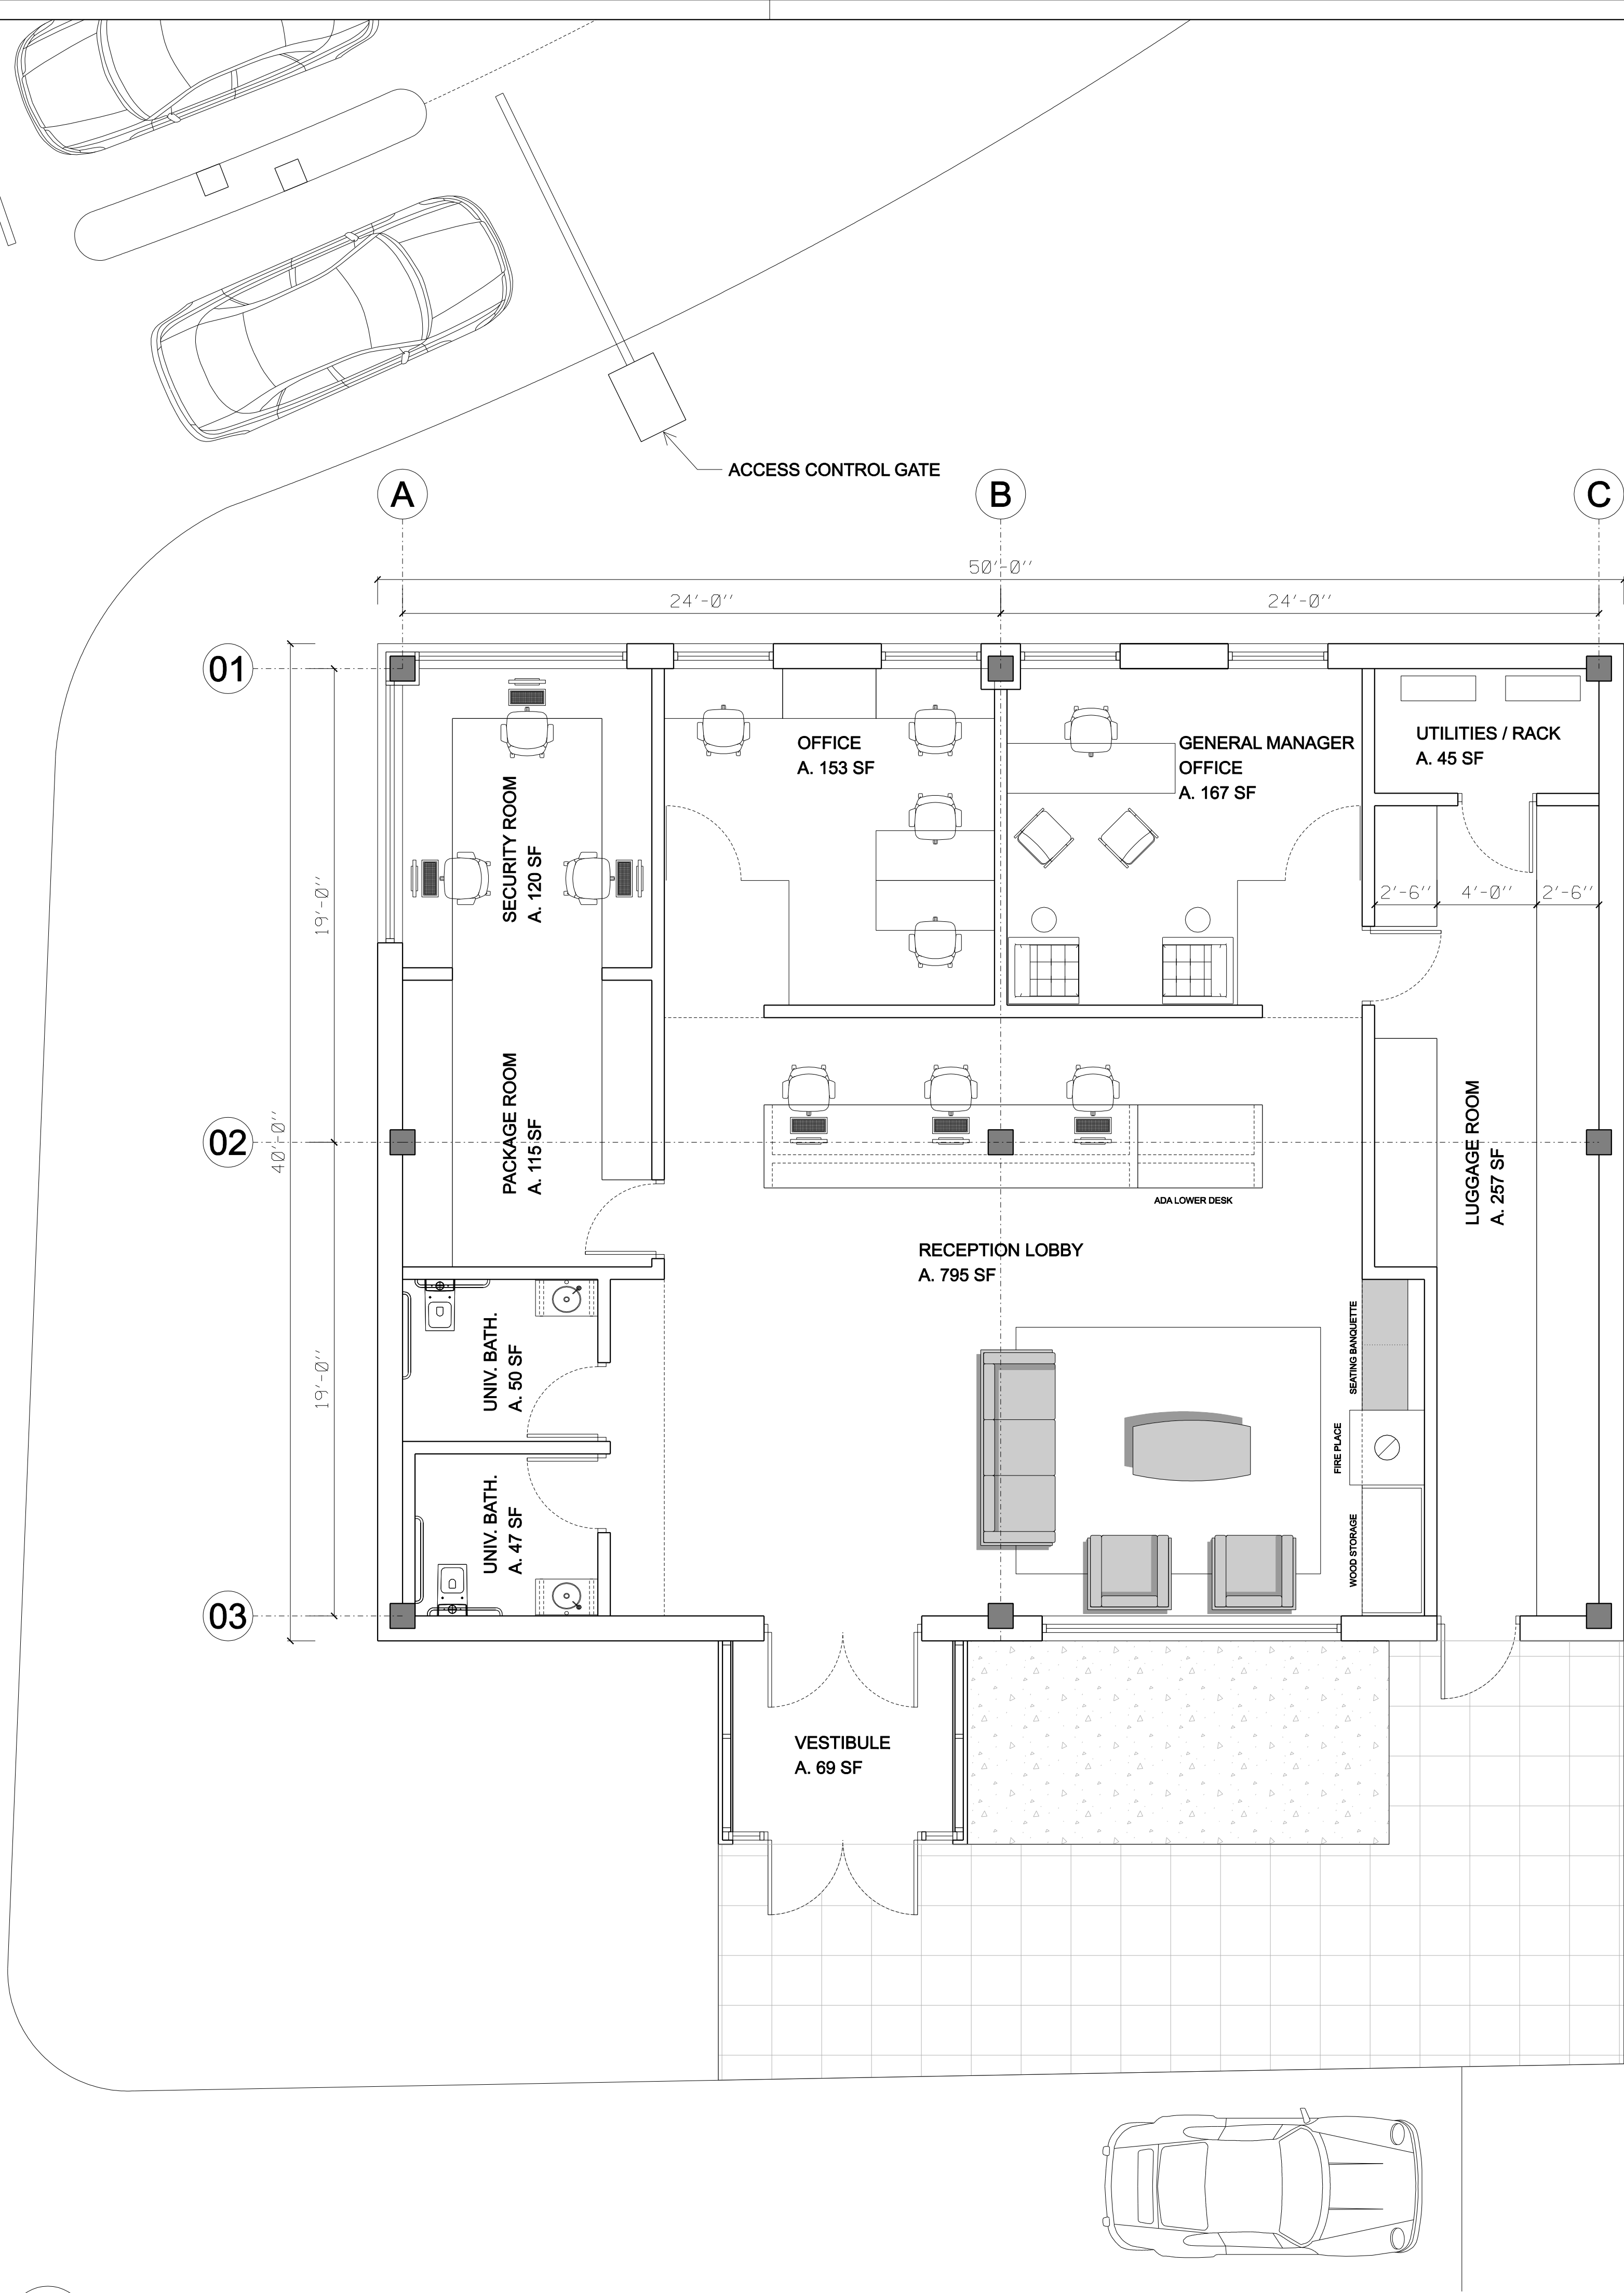 ACCESS CONTROL GATE
A
B
C
50'-0''
24'-0''
24'-0''
01
02
03
40'-0''
19'-0''
19'-0''
SECURITY ROOM
A. 120 SF
OFFICE
A. 153 SF
GENERAL MANAGER
OFFICE
A. 167 SF
UTILITIES / RACK
A. 45 SF
2'-6''
4'-0''
2'-6''
PACKAGE ROOM
A. 115 SF
ADA LOWER DESK
LUGGAGE ROOM
A. 257 SF
RECEPTION LOBBY
A. 795 SF
UNIV. BATH.
A. 50 SF
SEATING BANQUETTE
FIRE PLACE
UNIV. BATH.
A. 47 SF
WOOD STORAGE
VESTIBULE
A. 69 SF